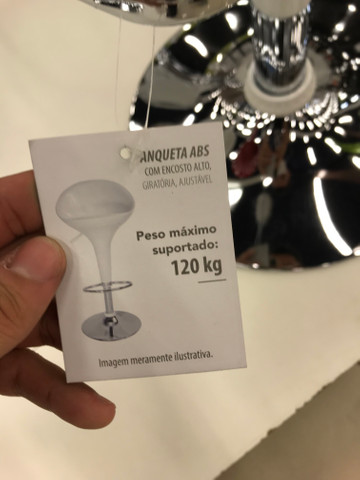 ANQUETA ABS
COM ENCOSTO ALTO,
GIRATÓRIA, AJUSTÁVEL
Peso máximo
suportado:
120 kg
Imagem meramente ilustrativa.